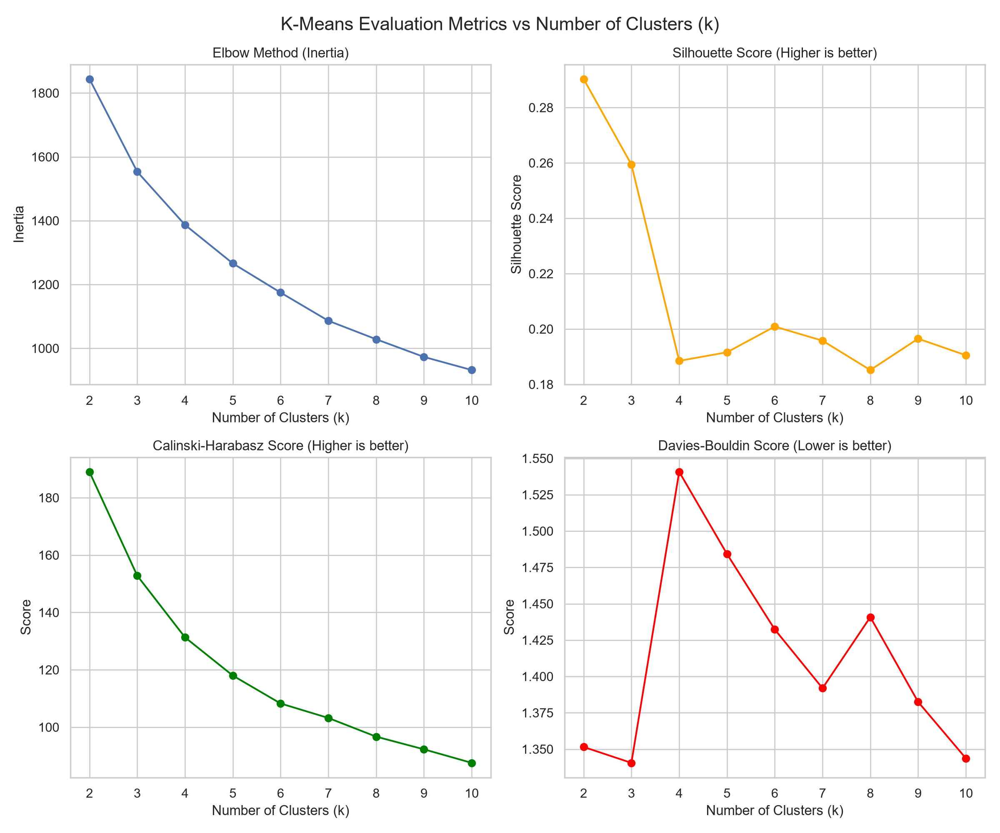 K-Means Evaluation Metrics vs Number of Clusters (k)
Elbow Method (Inertia)
Inertia
1800
1600
1400
1200
1000
2 3 4 5 6 7 8 9 10
Number of Clusters (k)
Silhouette Score (Higher is better)
Silhouette Score
0.28
0.26
0.24
0.22
0.20
0.18
2 3 4 5 6 7 8 9 10
Number of Clusters (k)
Calinski-Harabasz Score (Higher is better)
Score
180
160
140
120
100
2 3 4 5 6 7 8 9 10
Number of Clusters (k)
Davies-Bouldin Score (Lower is better)
Score
1.550
1.525
1.500
1.475
1.450
1.425
1.400
1.375
1.350
2 3 4 5 6 7 8 9 10
Number of Clusters (k)